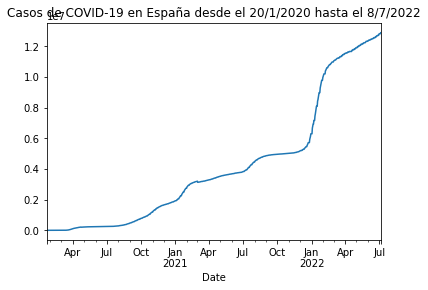 Casos de COVID-19 en España desde el 20/1/2020 hasta el 8/7/2022
1e7
1.2
1.0
0.8
0.6
0.4
0.2
0.0
Apr Jul Oct Jan Apr Jul Oct Jan Apr Jul
2021 2022
Date